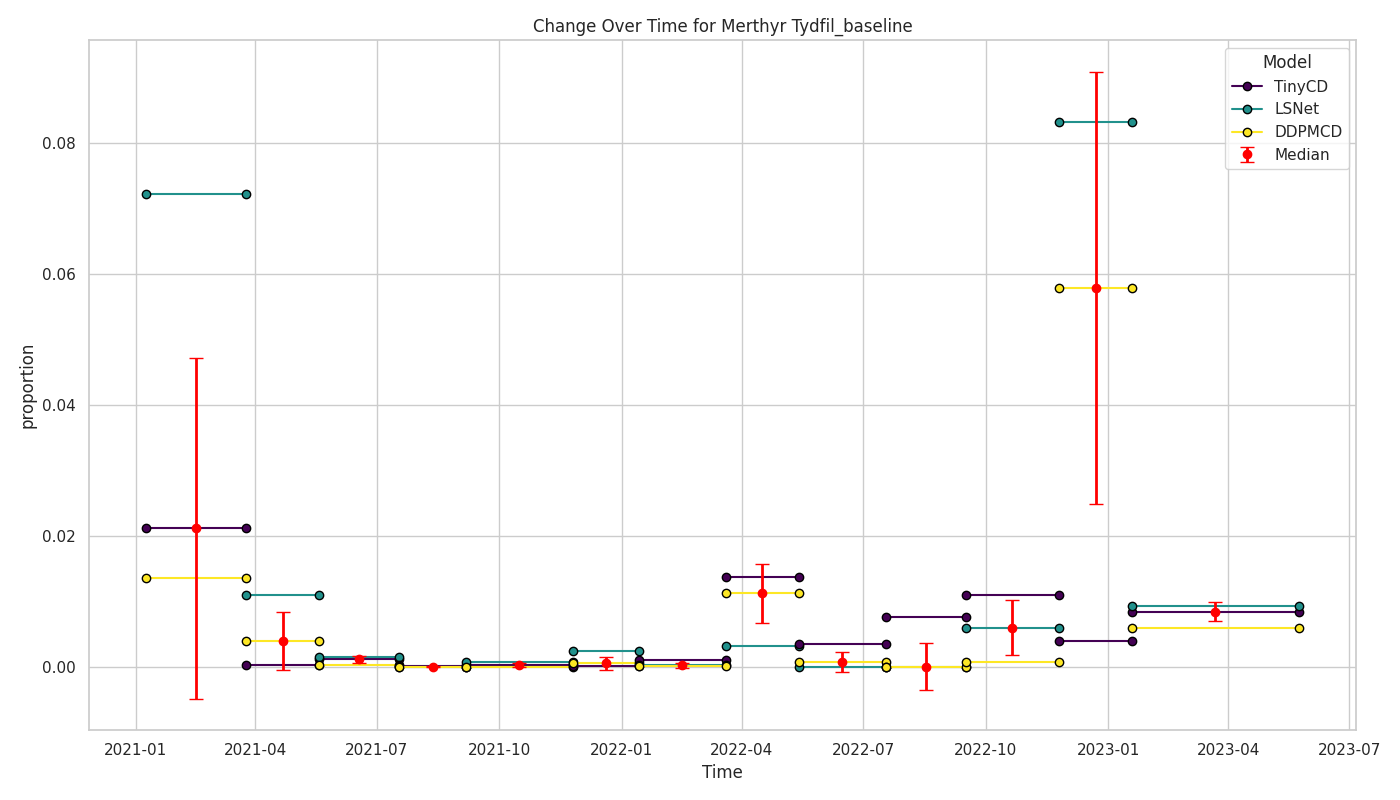 Change Over Time for Merthyr Tydfil_baseline
Model
TinyCD
LSNet
DDPMCD
Median
proportion
0.08
0.06
0.04
0.02
0.00
2021-01
2021-04
2021-07
2021-10
2022-01
2022-04
2022-07
2022-10
2023-01
2023-04
2023-07
Time